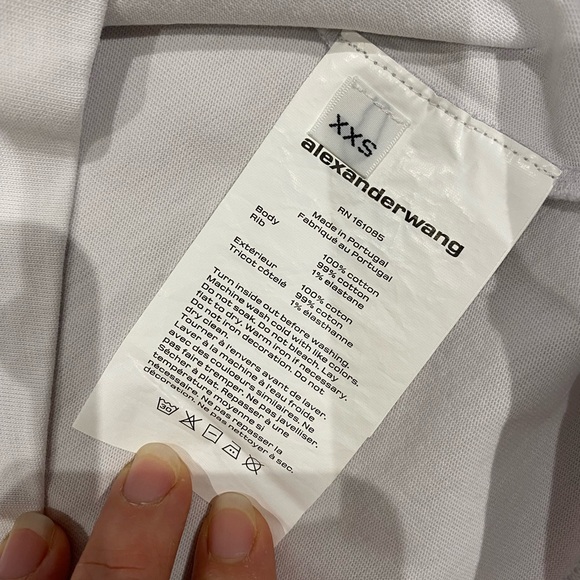 XXS
alexanderwang
RN 161085
Made in Portugal
Fabriqué au Portugal
Body 100% cotton
Rib 99% cotton
1% elastane
Extérieur 100% cotton
Tricot côtelé 99% cotton
1% élasthanne
Turn inside out before washing.
Machine wash cold with like colors.
Do not soak. Do not bleach. Lay
flat to dry. Warm iron if necessary.
Do not iron decoration. Do not
dry clean.
Tourner à l'envers avant de laver.
Laver à la machine à l'eau froide
avec des couleurs similaires. Ne
pas faire tremper. Ne pas javelliser.
Sécher à plat. Repasser à une
température moyenne si
nécessaire. Ne pas repasser la
décoration. Ne pas nettoyer à sec.
30